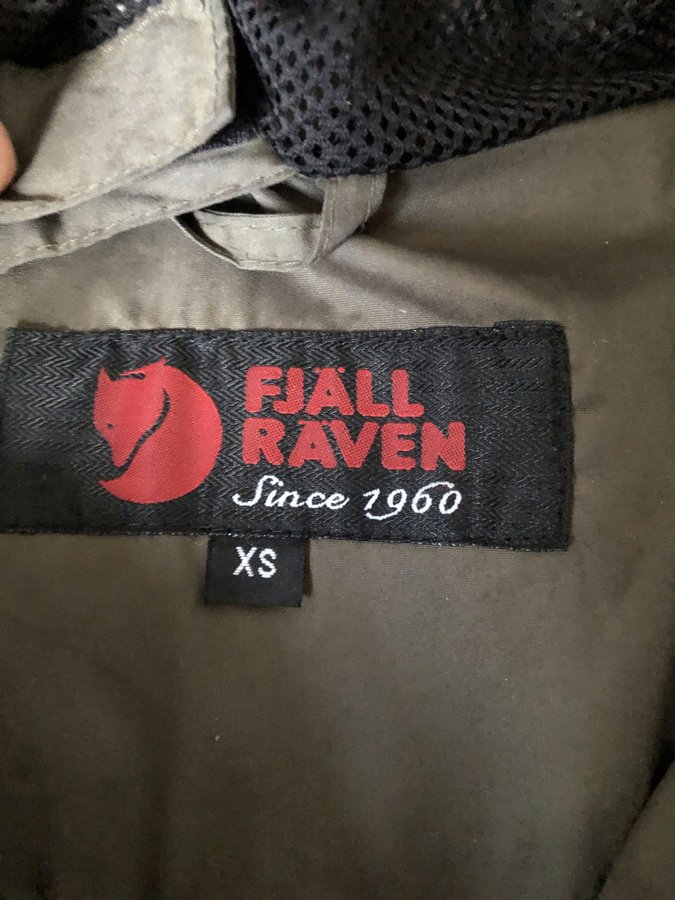 FJÄLL
RÄVEN
Since 1960
XS